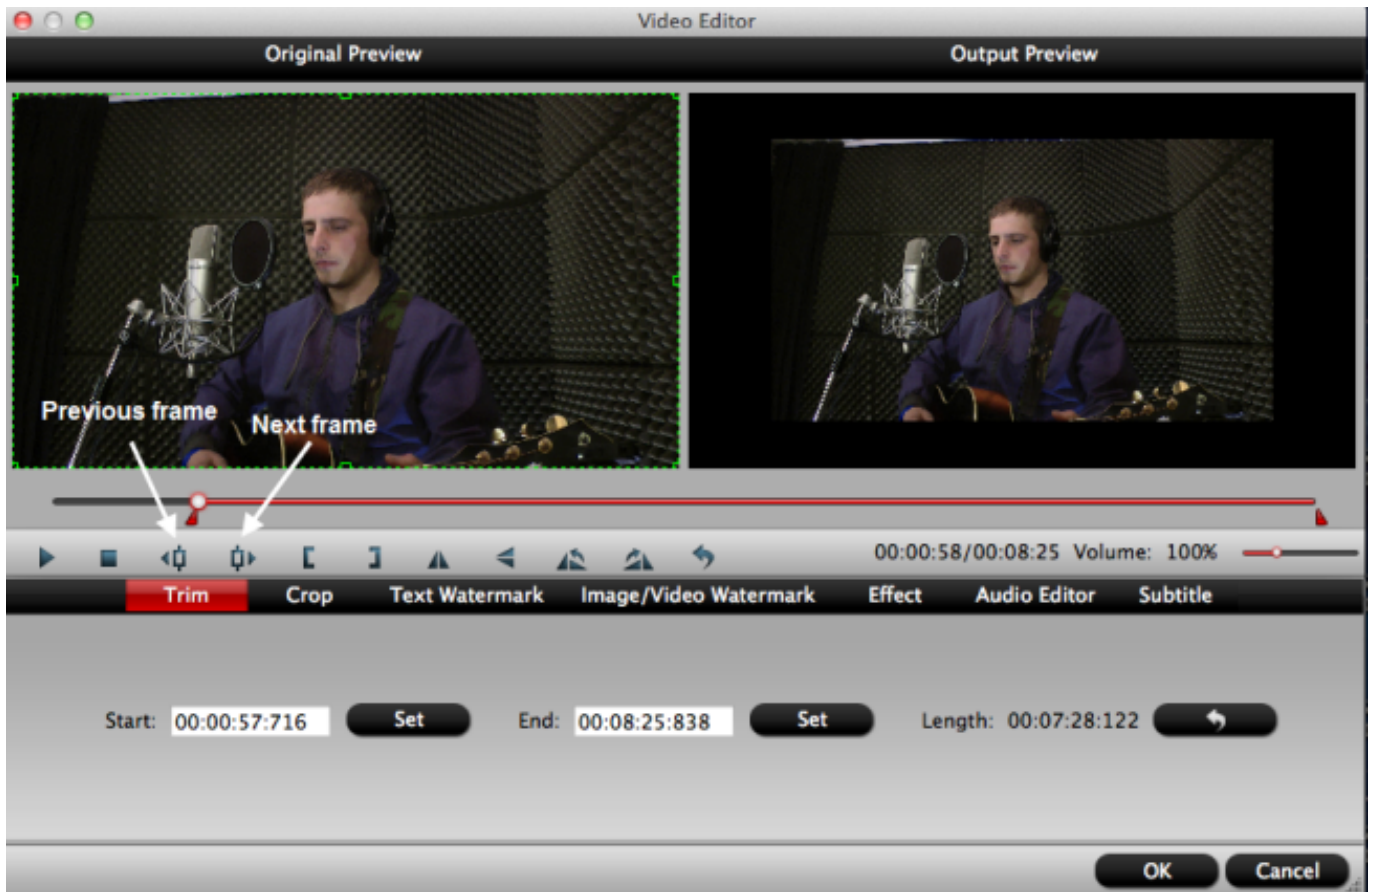 Video Editor
Original Preview
Output Preview
Previous frame
Next frame
00:00:58/00:08:25 Volume: 100%
Trim Crop Text Watermark Image/Video Watermark Effect Audio Editor Subtitle
Start: 00:00:57:716 Set End: 00:08:25:838 Set Length: 00:07:28:122
OK Cancel